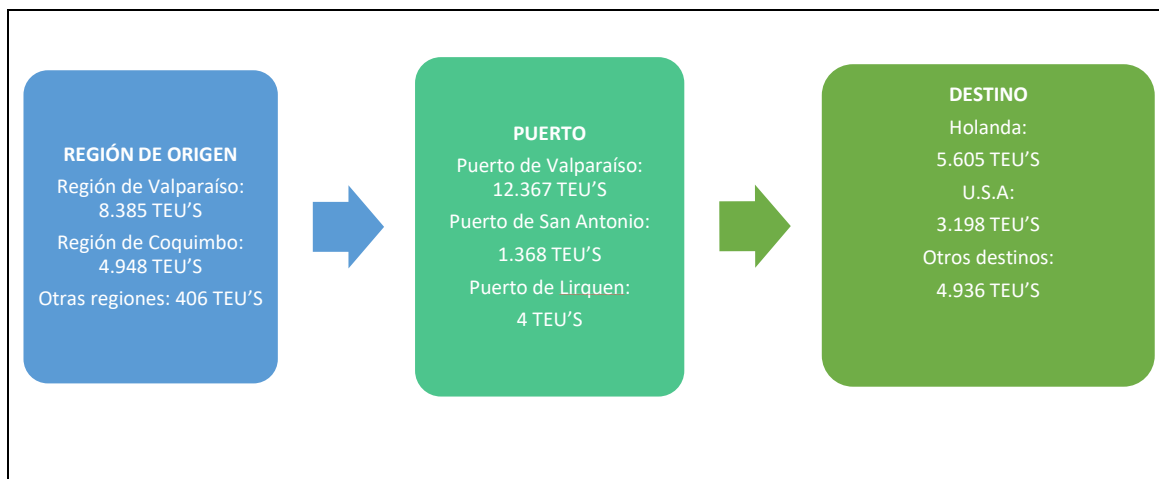 REGIÓN DE ORIGEN
Región de Valparaíso:
8.385 TEU’S
Región de Coquimbo:
4.948 TEU’S
Otras regiones: 406 TEU’S
PUERTO
Puerto de Valparaíso:
12.367 TEU’S
Puerto de San Antonio:
1.368 TEU’S
Puerto de Lirquen:
4 TEU’S
DESTINO
Holanda:
5.605 TEU’S
U.S.A:
3.198 TEU’S
Otros destinos:
4.936 TEU’S